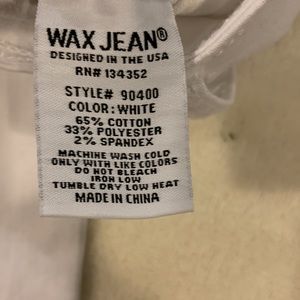 WAX JEAN®
DESIGNED IN THE USA
RN# 134352
STYLE# 90400
COLOR: WHITE
65% COTTON
33% POLYESTER
2% SPANDEX
MACHINE WASH COLD
ONLY WITH LIKE COLORS
DO NOT BLEACH
IRON LOW
TUMBLE DRY LOW HEAT
MADE IN CHINA